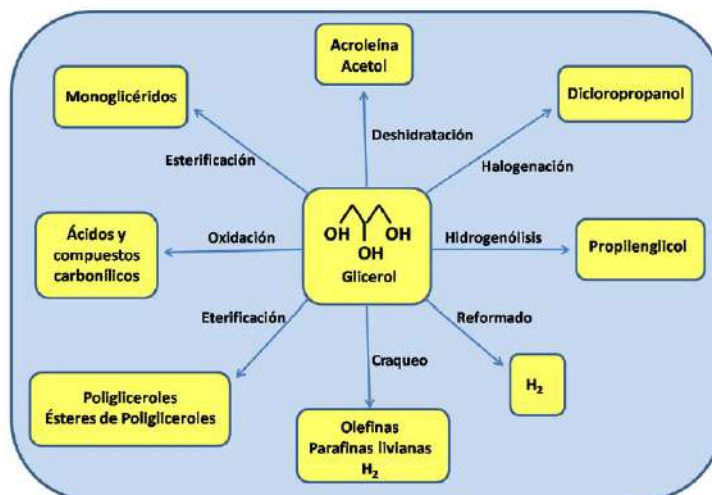 Acroleína
Acetol
Monoglicéridos
Dicloropropanol
Deshidratación
Esterificación
Halogenación
OH
OH
OH
Glicerol
Ácidos y
compuestos
carbonílicos
Oxidación
Hidrogenólisis
Propilenglicol
Eterificación
Reformado
Craqueo
H₂
Poligliceroles
Ésteres de Poligliceroles
Olefinas
Parafinas livianas
H₂